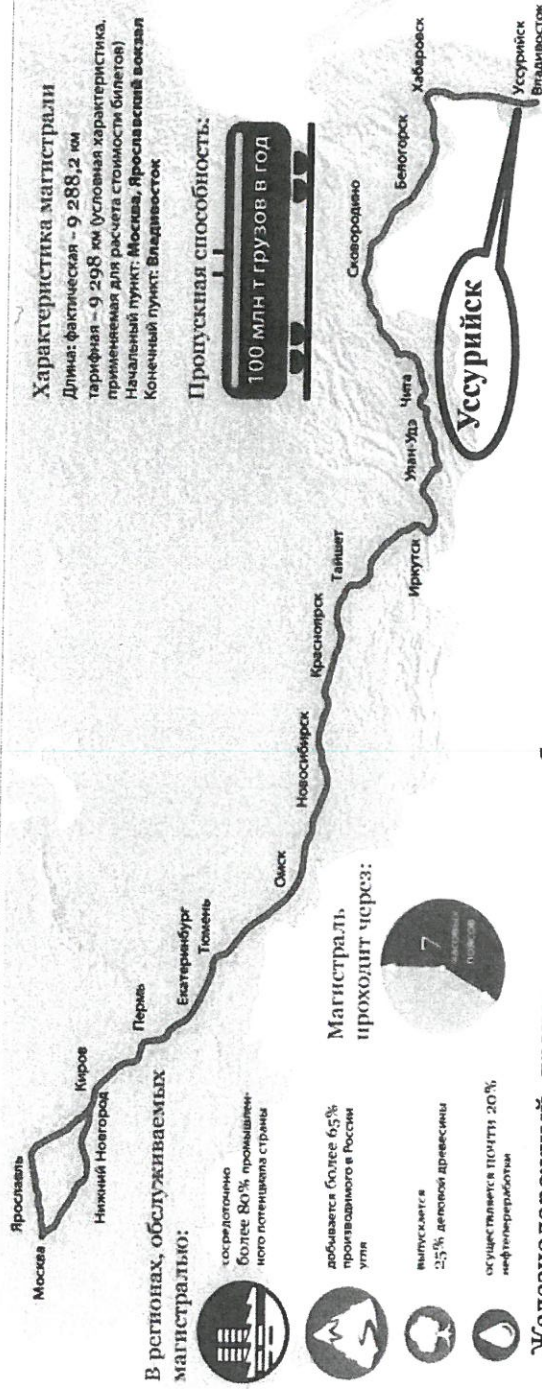 Характеристика магистрали
Длина: фактическая – 9 288,2 км
тарифная – 9 298 км (условная характеристика,
применяемая для расчета стоимости билетов)
Начальный пункт: Москва, Ярославский вокзал
Конечный пункт: Владивосток
Пропускная способность:
100 млн т грузов в год
Ярославль
Москва
Киров
Нижний Новгород
Пермь
Екатеринбург
Тюмень
Омск
Новосибирск
Красноярск
Тайшет
Иркутск
Улан-Удэ
Чита
Сковородино
Белогорск
Хабаровск
Уссурийск
Владивосток
Уссурийск
В регионах, обслуживаемых
магистралью:
сосредоточено
более 80% промышлен-
ного потенциала страны
добывается более 65%
производимого в России
угля
выпускается
25% деловой древесины
осуществляется почти 20%
нефтепереработки
Магистраль
проходит через:
7
часовых
поясов